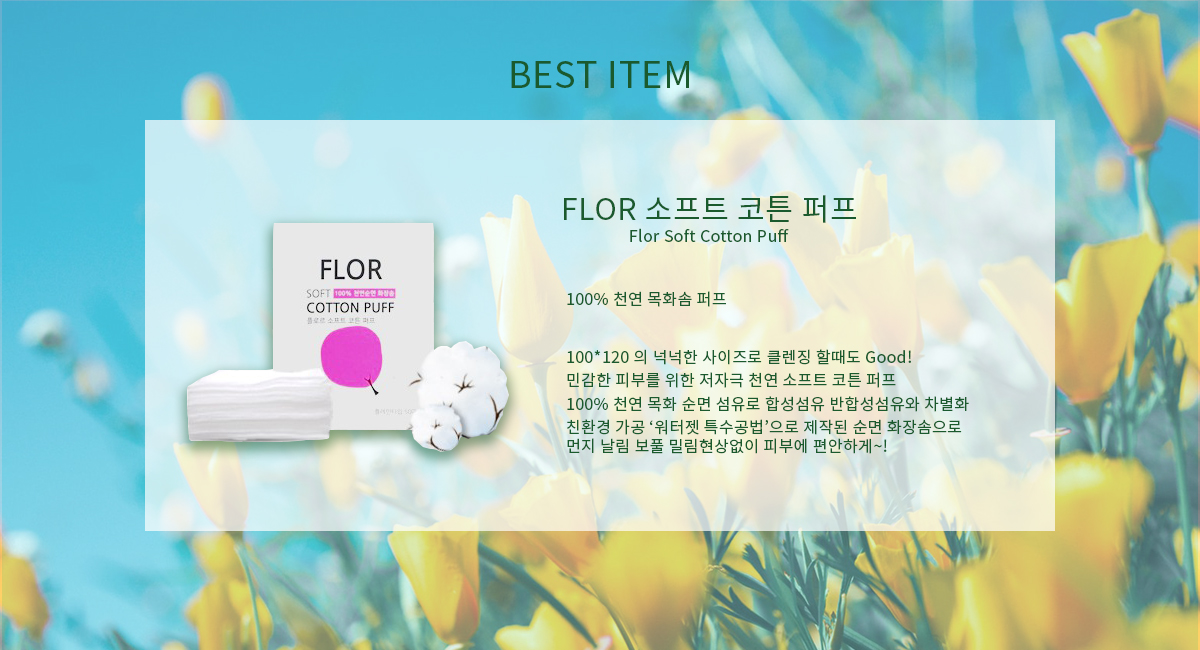 BEST ITEM
FLOR 소프트 코튼 퍼프
Flor Soft Cotton Puff
100% 천연 목화솜 퍼프
100*120 의 넉넉한 사이즈로 클렌징 할때도 Good!
민감한 피부를 위한 저자극 천연 소프트 코튼 퍼프
100% 천연 목화 순면 섬유로 합성섬유 반합성섬유와 차별화
친환경 가공 ‘워터젯 특수공법’으로 제작된 순면 화장솜으로
먼지 날림 보풀 밀림현상없이 피부에 편안하게~!
FLOR
SOFT 100% 천연순면 화장솜
COTTON PUFF
플로르 소프트 코튼 퍼프